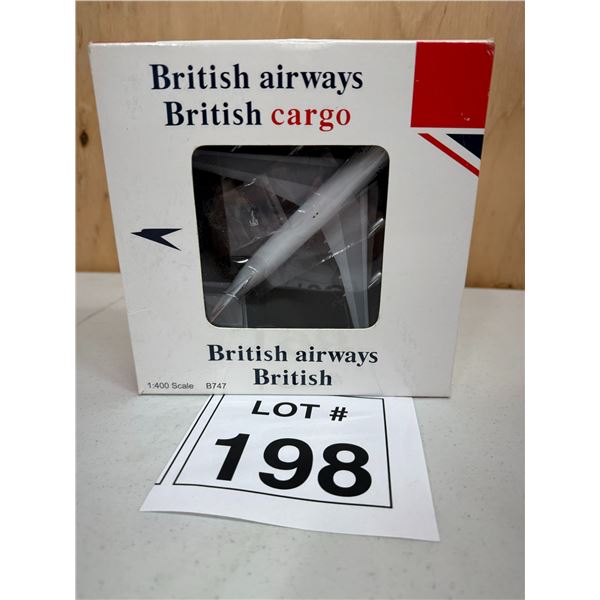 British airways
British cargo
British airways
British
1:400 Scale B747
LOT #
198